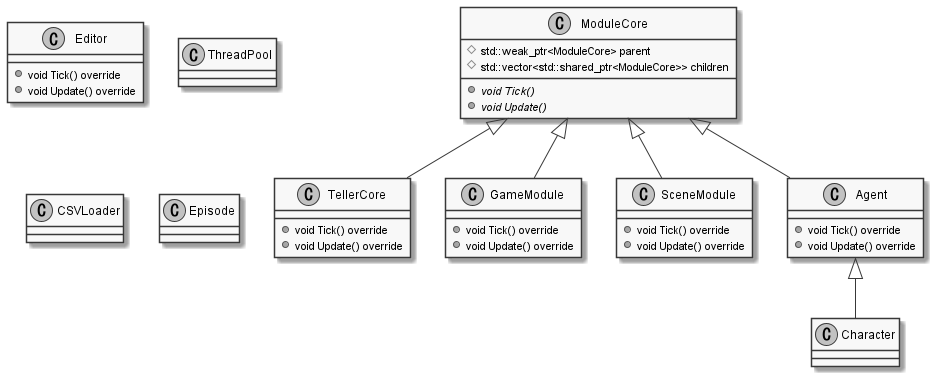 C Editor
void Tick() override
void Update() override
C ThreadPool
C ModuleCore
std::weak_ptr<ModuleCore> parent
std::vector<std::shared_ptr<ModuleCore>> children
void Tick()
void Update()
C CSVLoader
C Episode
C TellerCore
void Tick() override
void Update() override
C GameModule
void Tick() override
void Update() override
C SceneModule
void Tick() override
void Update() override
C Agent
void Tick() override
void Update() override
C Character